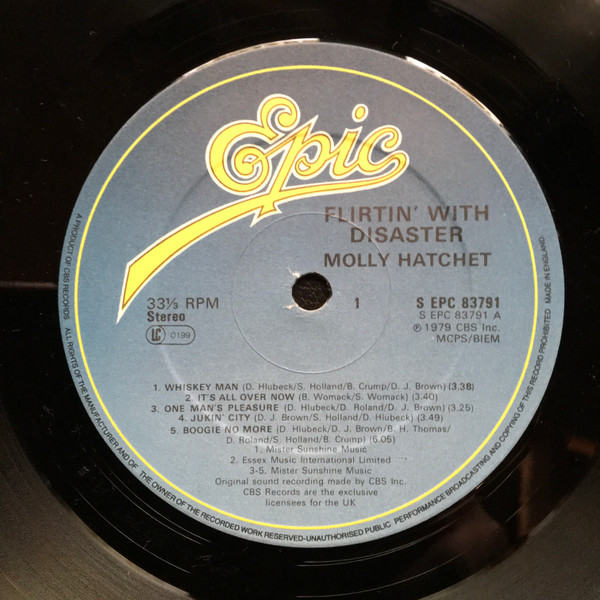 Epic
FLIRTIN' WITH
DISASTER
MOLLY HATCHET
33⅓ RPM
Stereo
LC 0199
1
S EPC 83791
S EPC 83791 A
℗ 1979 CBS Inc.
MCPS/BIEM
1. WHISKEY MAN (D. Hlubeck/S. Holland/B. Crump/D. J. Brown) (3.38)
2. IT'S ALL OVER NOW (B. Womack/S. Womack) (3.40)
3. ONE MAN'S PLEASURE (D. Hlubeck/D. Roland/D. J. Brown) (3.25)
4. JUKIN' CITY (D. J. Brown/S. Holland/D. Hlubeck) (3.49)
5. BOOGIE NO MORE (D. Hlubeck/D. J. Brown/B. H. Thomas/
D. Roland/S. Holland/B. Crump) (6.05)
1. Mister Sunshine Music
2. Essex Music International Limited
3-5. Mister Sunshine Music
Original sound recording made by CBS Inc.
CBS Records are the exclusive
licensees for the UK
A PRODUCT OF CBS RECORDS ALL RIGHTS OF THE MANUFACTURER AND OF THE OWNER OF THE RECORDED WORK RESERVED-UNAUTHORISED PUBLIC PERFORMANCE BROADCASTING AND COPYING OF THIS RECORD PROHIBITED MADE IN ENGLAND